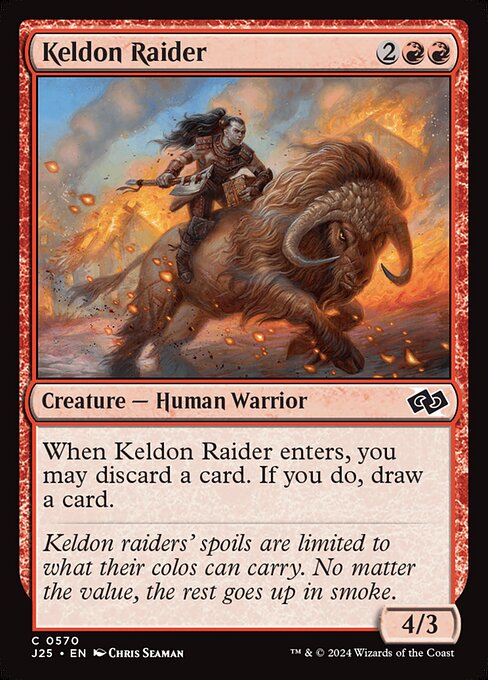 Keldon Raider 2
Creature — Human Warrior
When Keldon Raider enters, you
may discard a card. If you do, draw
a card.
Keldon raiders’ spoils are limited to
what their colos can carry. No matter
the value, the rest goes up in smoke.
4/3
C 0570
J25 • EN Chris Seaman
™ & © 2024 Wizards of the Coast